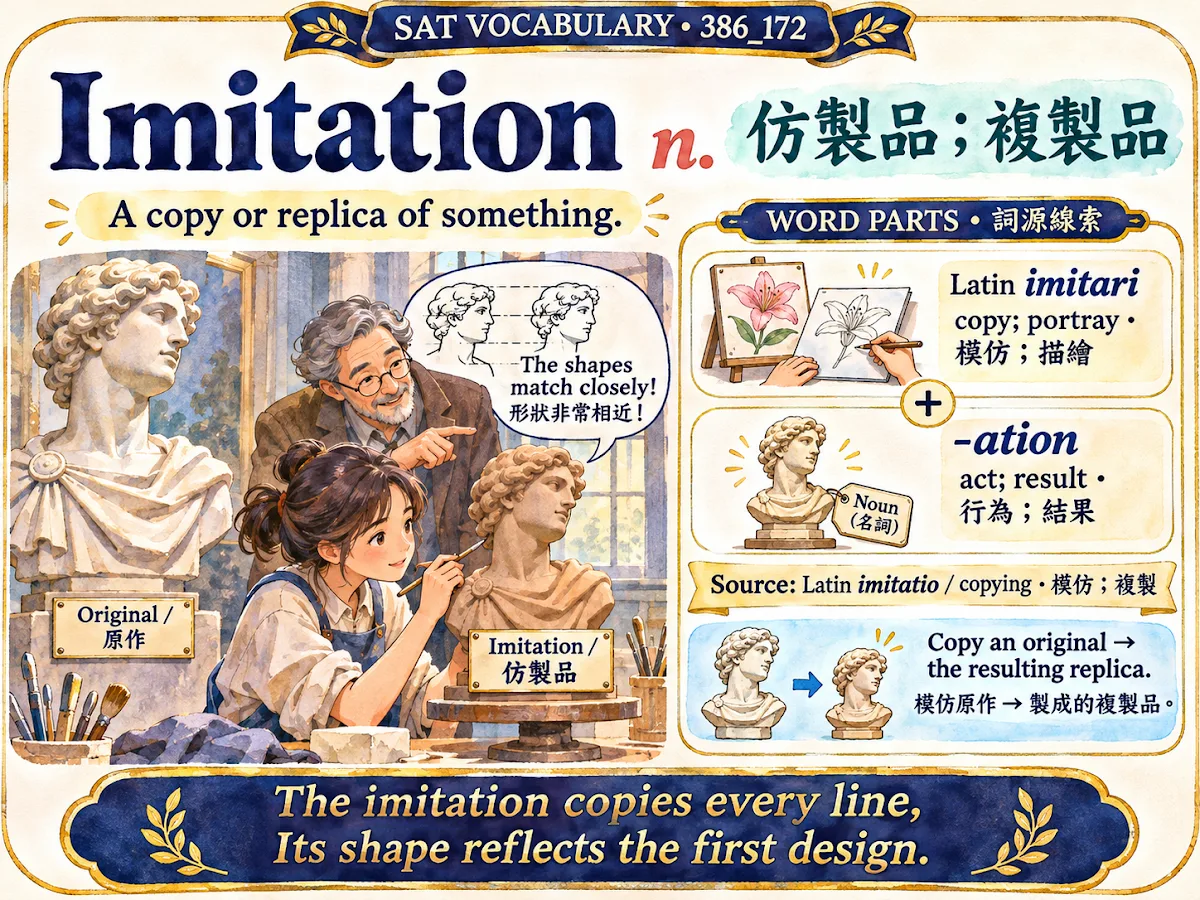 SAT VOCABULARY • 386_172
Imitation n. 仿製品；複製品
A copy or replica of something.
The shapes
match closely!
形狀非常相近！
Original /
原作
Imitation /
仿製品
WORD PARTS • 詞源線索
Latin imitari
copy; portray •
模仿；描繪
+
-ation
act; result •
行為；結果
Noun
(名詞)
Source: Latin imitatio / copying • 模仿；複製
Copy an original →
the resulting replica.
模仿原作 → 製成的複製品。
The imitation copies every line,
Its shape reflects the first design.